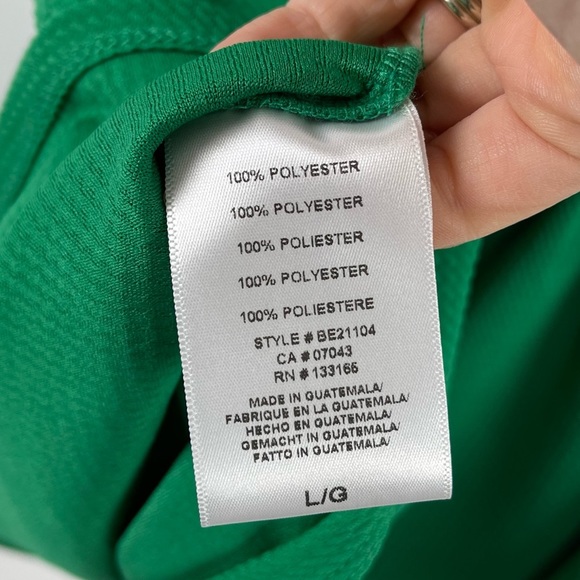 100% POLYESTER
100% POLYESTER
100% POLIESTER
100% POLYESTER
100% POLIESTERE
STYLE # BE21104
CA # 07043
RN # 133165
MADE IN GUATEMALA/
FABRIQUE EN LA GUATEMALA/
HECHO EN GUATEMALA/
GEMACHT IN GUATEMALA/
FATTO IN GUATEMALA/
L/G